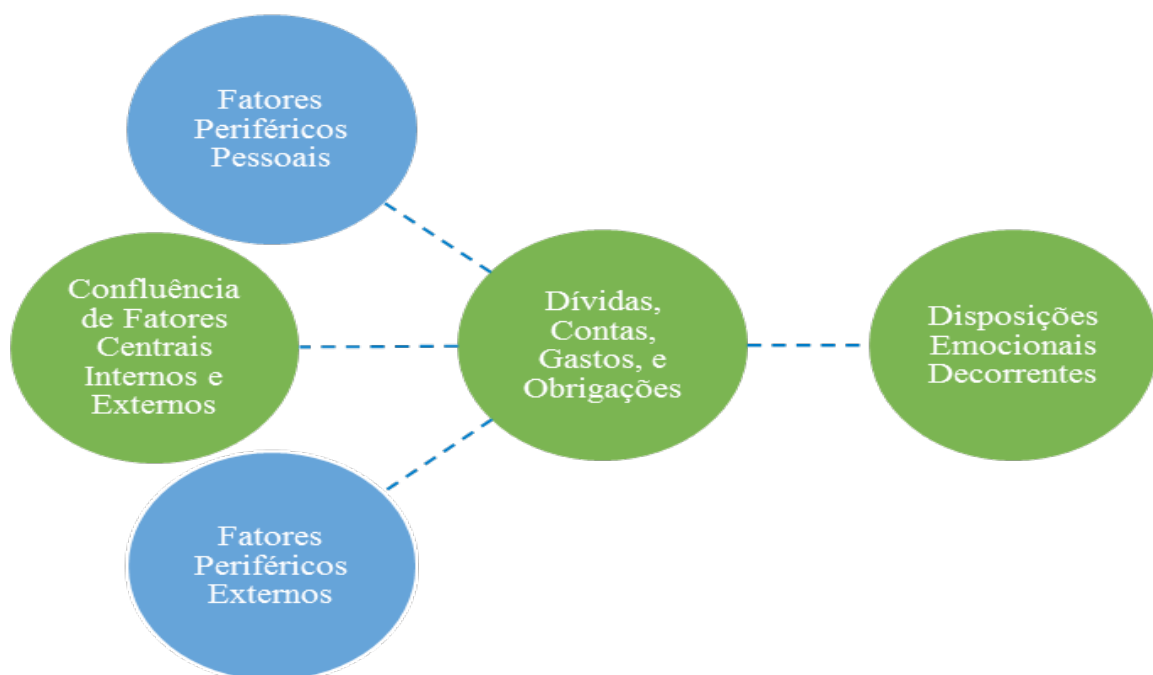 Fatores
Periféricos
Pessoais
Confluência
de Fatores
Centrais
Internos e
Externos
Dívidas,
Contas,
Gastos, e
Obrigações
Disposições
Emocionais
Decorrentes
Fatores
Periféricos
Externos